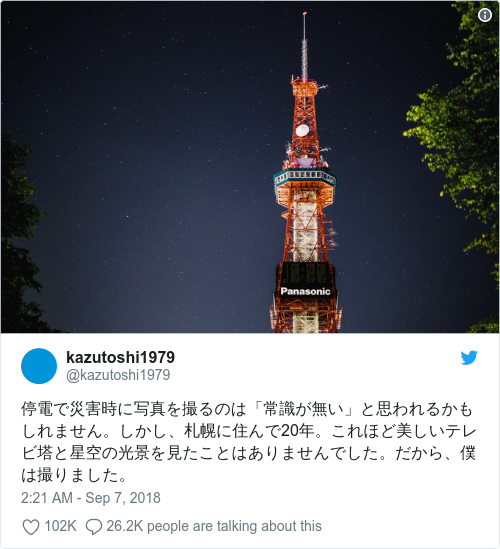 Panasonic
kazutoshi1979
@kazutoshi1979
停電で災害時に写真を撮るのは「常識が無い」と思われるかも
しれません。しかし、札幌に住んで20年。これほど美しいテレ
ビ塔と星空の光景を見たことはありませんでした。だから、僕
は撮りました。
2:21 AM - Sep 7, 2018
102K 26.2K people are talking about this